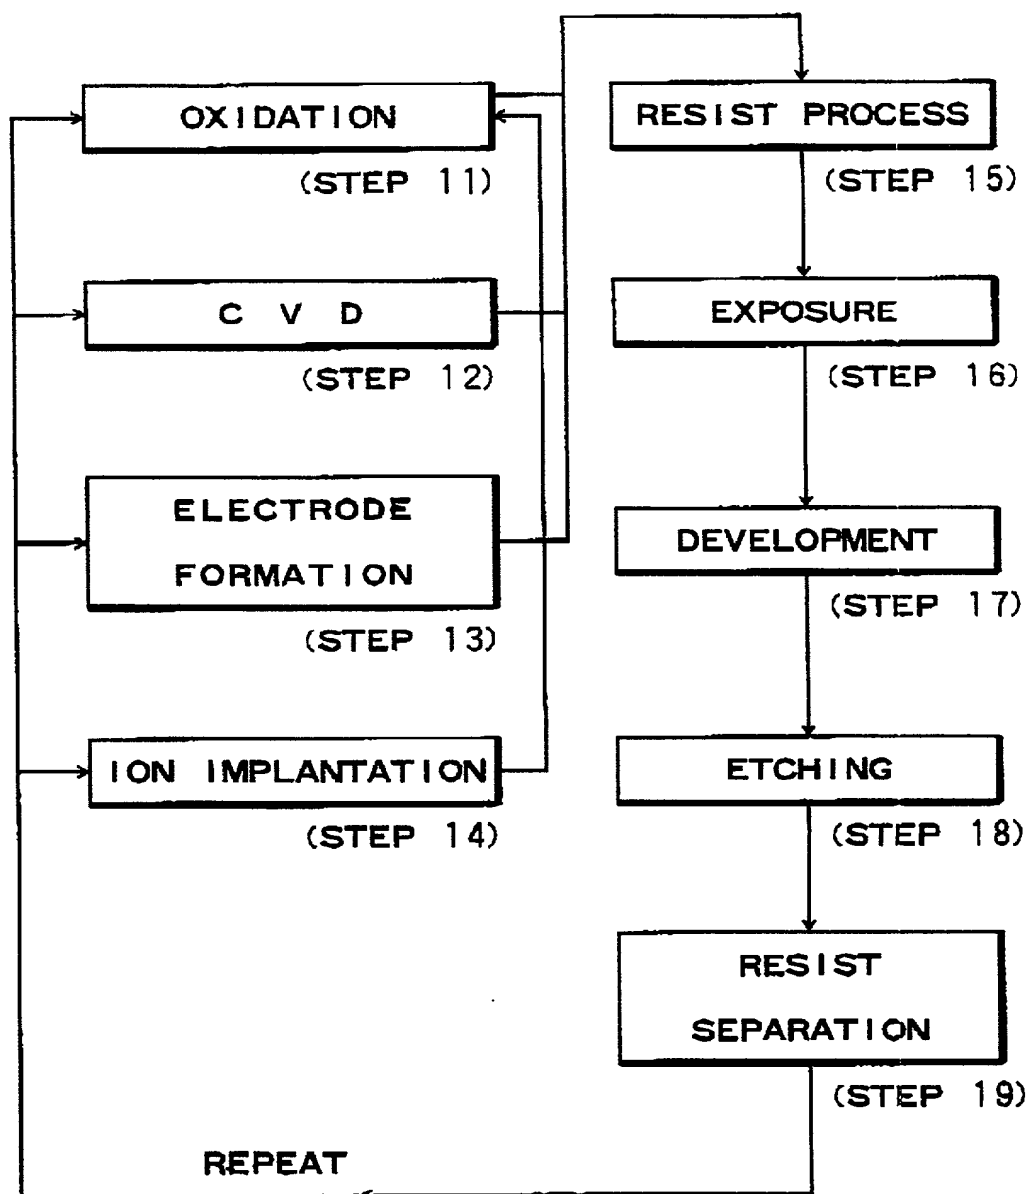 OXIDATION
(STEP 11)
C V D
(STEP 12)
ELECTRODE
FORMATION
(STEP 13)
ION IMPLANTATION
(STEP 14)
RESIST PROCESS
(STEP 15)
EXPOSURE
(STEP 16)
DEVELOPMENT
(STEP 17)
ETCHING
(STEP 18)
RESIST
SEPARATION
(STEP 19)
REPEAT